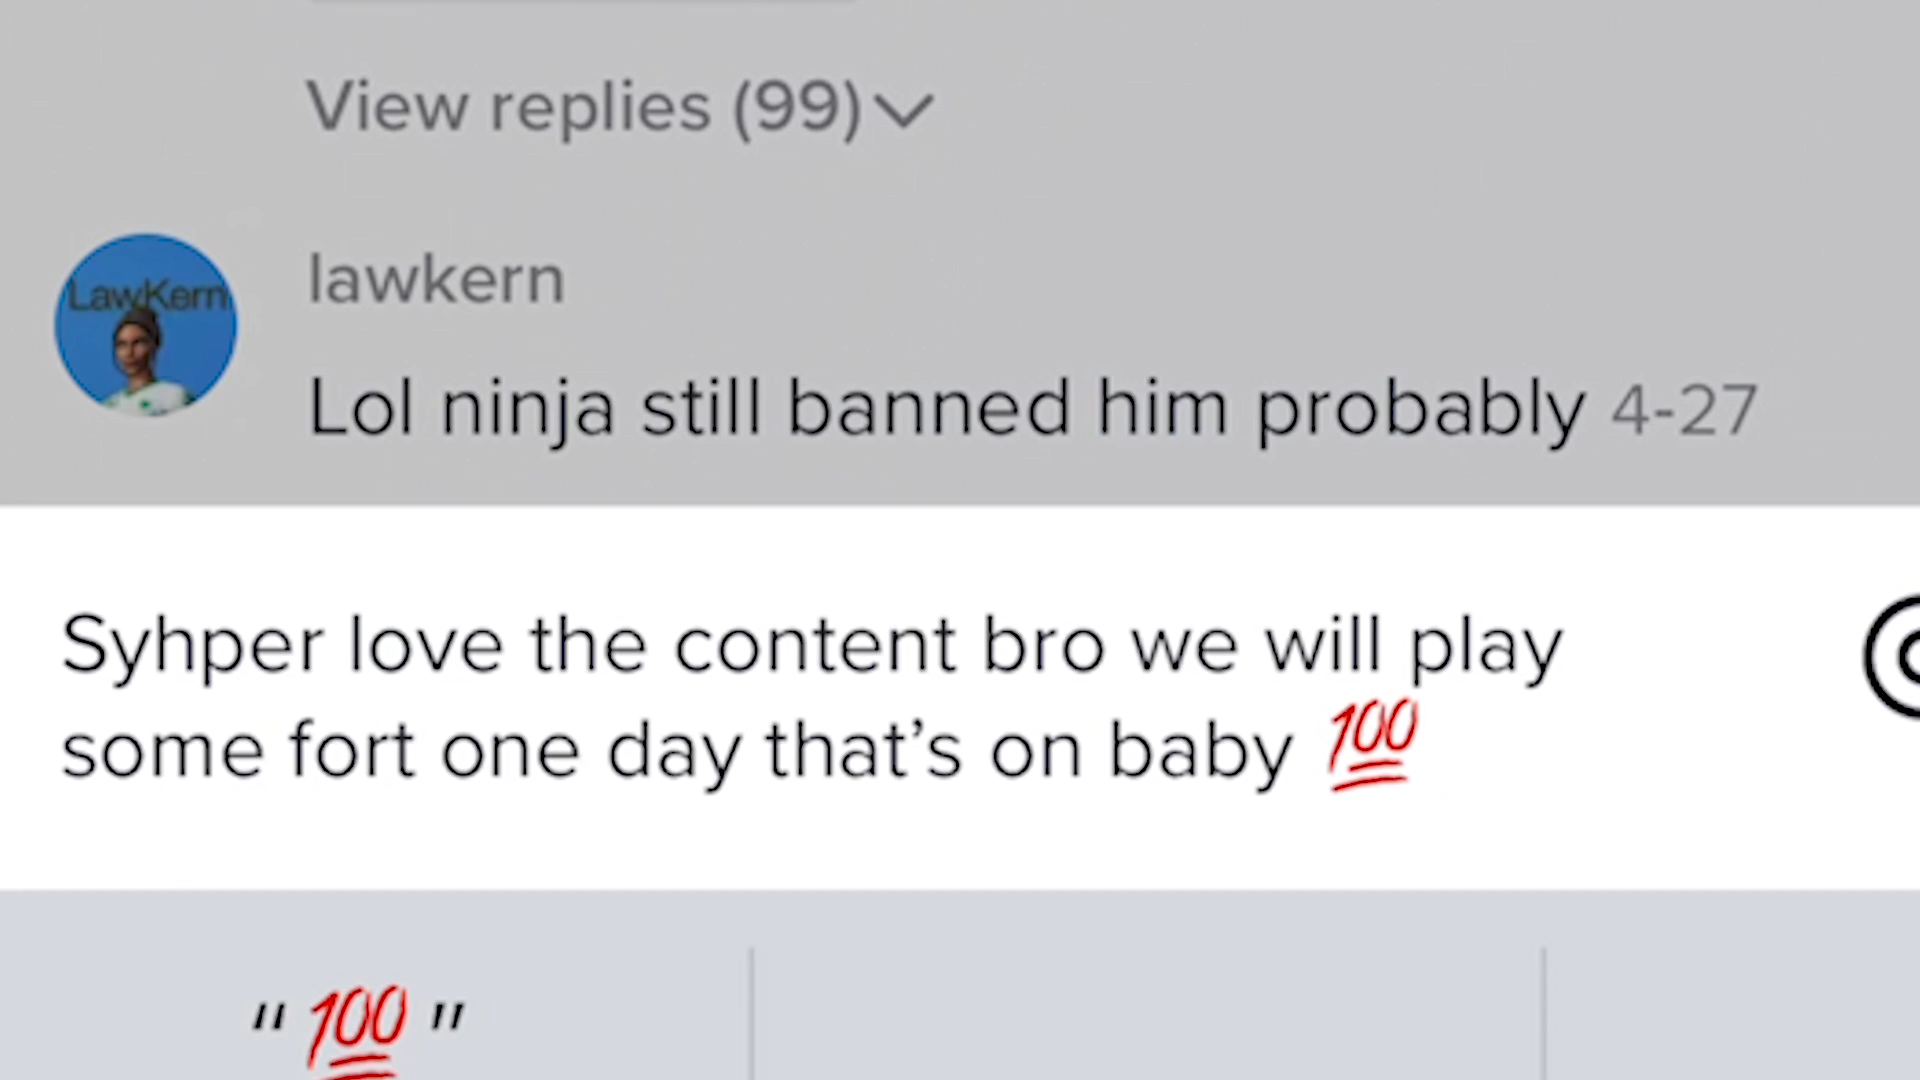 View replies (99)
LawKern
lawkern
Lol ninja still banned him probably 4-27
Syhper love the content bro we will play
some fort one day that’s on baby 💯
“💯”